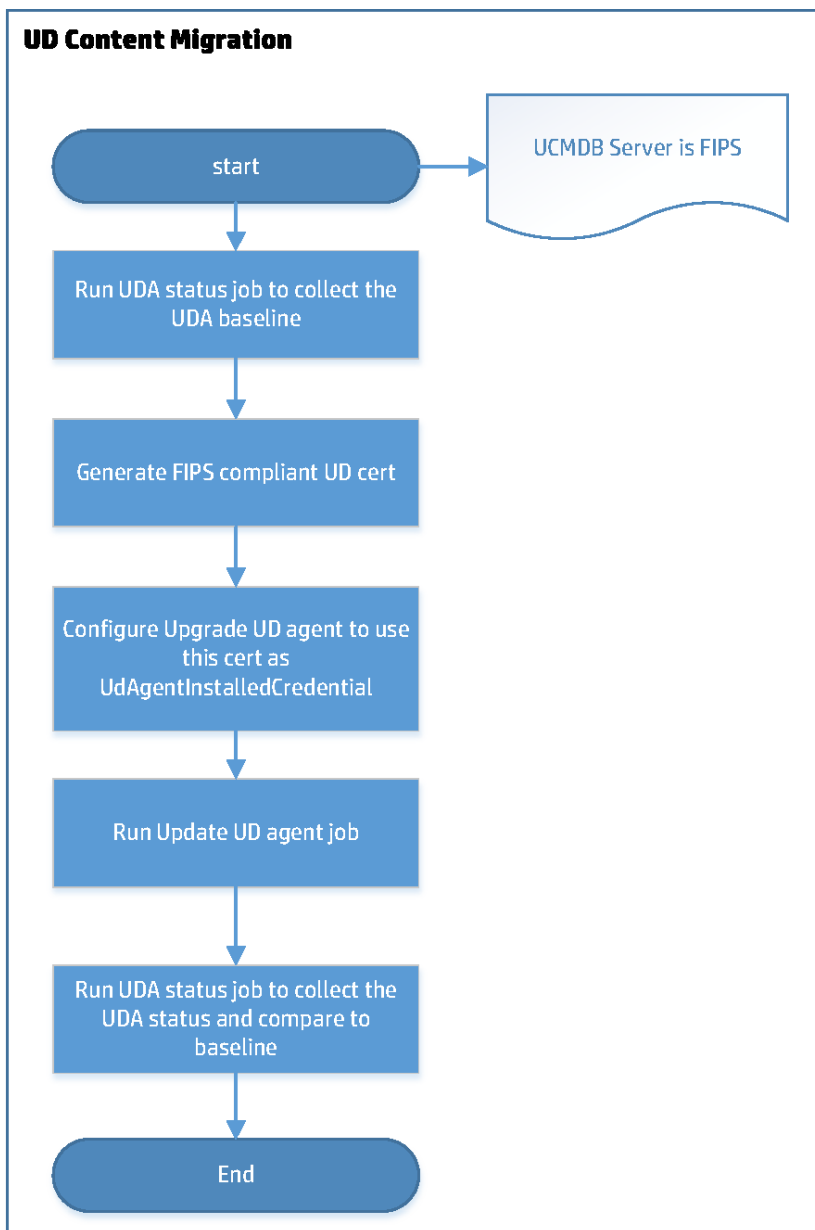 UD Content Migration
start
UCMDB Server is FIPS
Run UDA status job to collect the
UDA baseline
Generate FIPS compliant UD cert
Configure Upgrade UD agent to use
this cert as
UdAgentInstalledCredential
Run Update UD agent job
Run UDA status job to collect the
UDA status and compare to
baseline
End